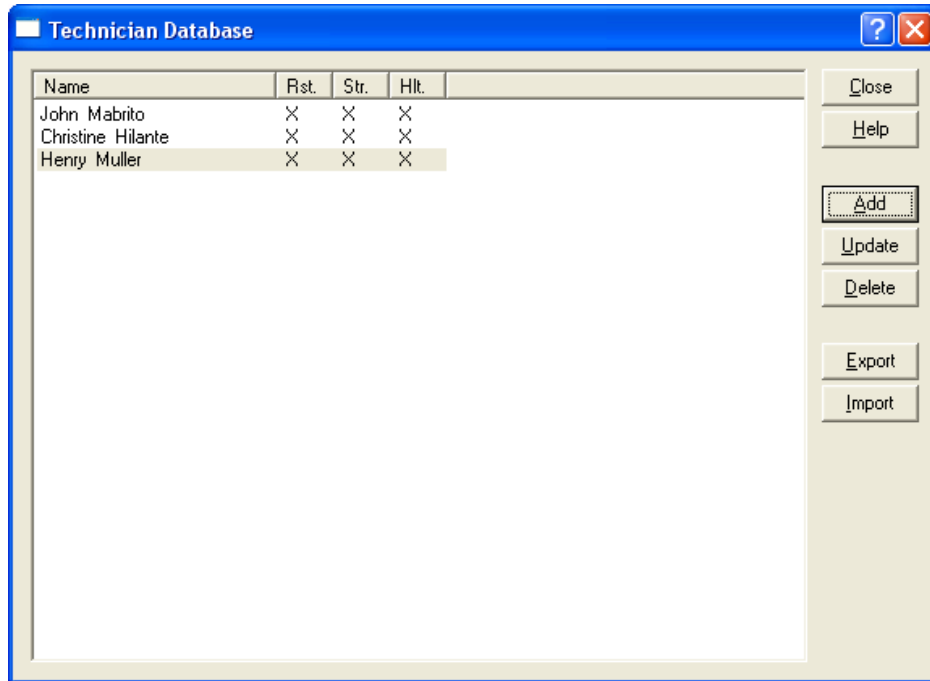 Technician Database
Name Rst. Str. Hlt.
John Mabrito X X X
Christine Hilante X X X
Henry Muller X X X
Close
Help
Add
Update
Delete
Export
Import